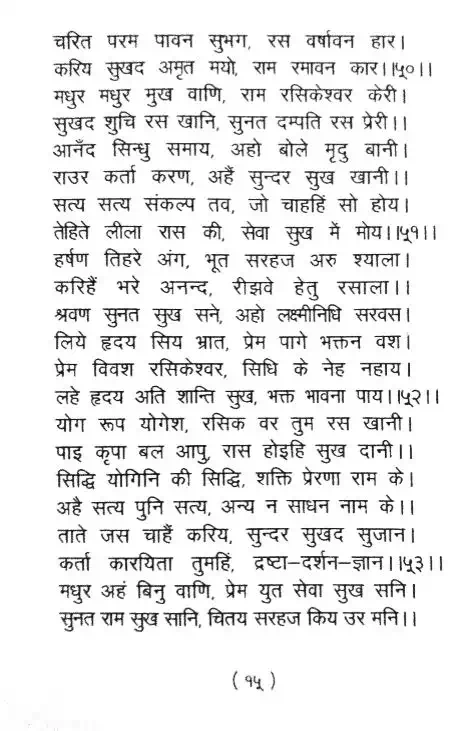 चरित परम पावन सुभग, रस वर्षावन हार।
करिय सुखद अमृत मयो, राम रमावन कार।।५०।।
मधुर मधुर मुख वाणि, राम रसिकेश्वर केरी।
सुखद शुचि रस खानि, सुनत दम्पति रस प्रेरी।।
आनँद सिन्धु समाय, अहो बोले मृदु बानी।
राउर कर्ता करण, अहैं सुन्दर सुख खानी।।
सत्य सत्य संकल्प तव, जो चाहहिं सो होय।
तेहिते लीला रास की, सेवा सुख में मोय।।५१।।
हर्षण तिहरे अंग, भूत सरहज अरु श्याला।
करिहैं भरे अनन्द, रीझवे हेतु रसाला।।
श्रवण सुनत सुख सने, अहो लक्ष्मीनिधि सरवस।
लिये हृदय सिय भ्रात, प्रेम पागे भक्तन वश।
प्रेम विवश रसिकेश्वर, सिधि के नेह नहाय।
लहे हृदय अति शान्ति सुख, भक्त भावना पाय।।५२।।
योग रूप योगेश, रसिक वर तुम रस खानी।
पाइ कृपा बल आपु, रास होइहि सुख दानी।।
सिद्धि योगिनि की सिद्धि, शक्ति प्रेरणा राम के।
अहै सत्य पुनि सत्य, अन्य न साधन नाम के।।
ताते जस चाहैं करिय, सुन्दर सुखद सुजान।
कर्ता कारयिता तुमहिं, द्रष्टा–दर्शन–ज्ञान।।५३।।
मधुर अहं बिनु वाणि, प्रेम युत सेवा सुख सनि।
सुनत राम सुख सानि, चितय सरहज किय उर मनि।।
(१५)